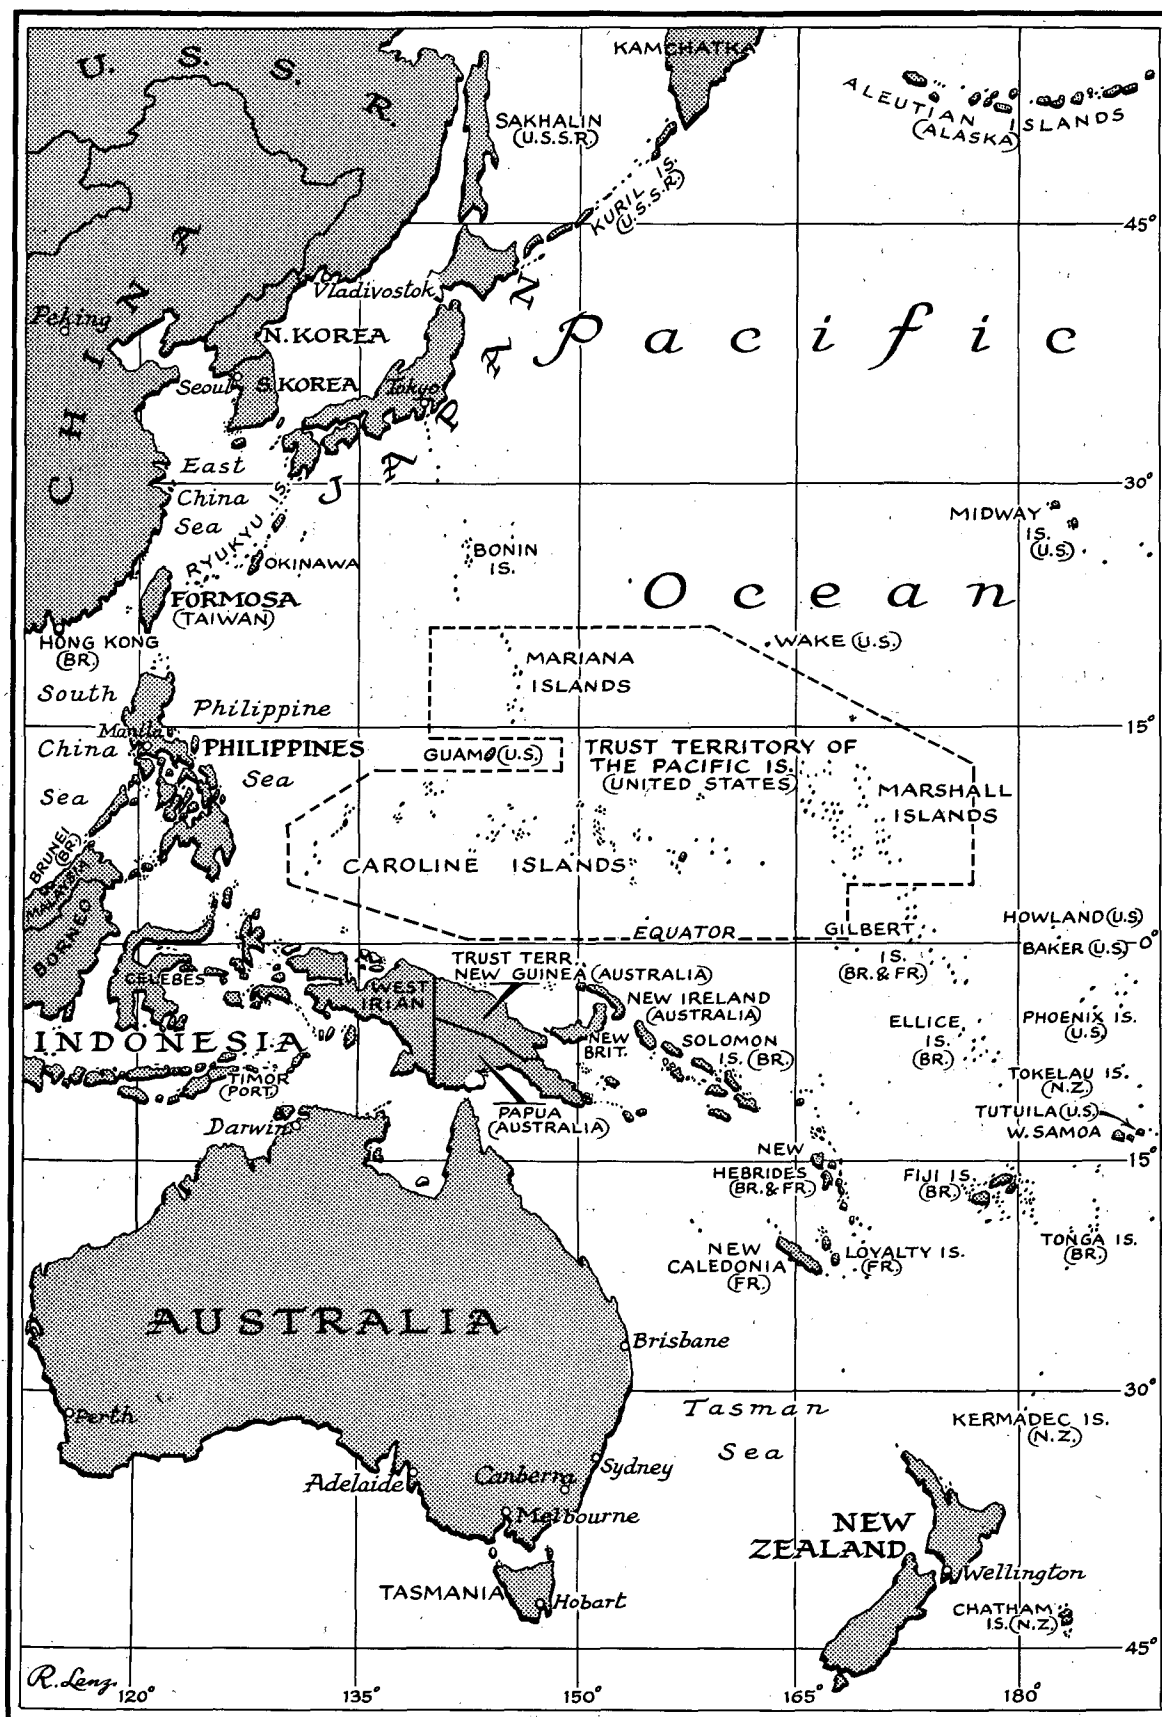 U. S. S. R.
KAMCHATKA
ALEUTIAN ISLANDS
(ALASKA)
SAKHALIN
(U.S.S.R.)
KURIL IS.
(U.S.S.R.)
45°
CHINA
Vladivostok
Peking
N. KOREA
Seoul
S. KOREA
Tokyo
JAPAN
Pacific
East
China
Sea
30°
RYUKYU IS.
OKINAWA
BONIN
IS.
MIDWAY
IS.
(U.S.)
Ocean
FORMOSA
(TAIWAN)
HONG KONG
(BR.)
WAKE (U.S.)
MARIANA
ISLANDS
South
China
Sea
Philippine
Sea
15°
Manila
PHILIPPINES
GUAM (U.S.)
TRUST TERRITORY OF
THE PACIFIC IS.
(UNITED STATES)
MARSHALL
ISLANDS
CAROLINE ISLANDS
BRUNEI
(BR.)
MALAYSIA
BORNEO
EQUATOR
GILBERT
IS.
(BR. & FR.)
HOWLAND (U.S)
0°
BAKER (U.S)
CELEBES
WEST
IRIAN
TRUST TERR.
NEW GUINEA (AUSTRALIA)
NEW IRELAND
(AUSTRALIA)
NEW
BRIT.
SOLOMON
IS. (BR.)
ELLICE
IS.
(BR.)
PHOENIX IS.
(U.S)
INDONESIA
TIMOR
(PORT.)
TOKELAU IS.
(N.Z.)
TUTUILA (U.S)
W. SAMOA
PAPUA
(AUSTRALIA)
Darwin
15°
NEW
HEBRIDES
(BR. & FR.)
FIJI IS.
(BR.)
TONGA IS.
(BR.)
NEW
CALEDONIA
(FR.)
LOYALTY IS.
(FR.)
AUSTRALIA
Brisbane
30°
Perth
Tasman
Sea
KERMADEC IS.
(N.Z.)
Adelaide
Canberra
Sydney
Melbourne
NEW
ZEALAND
Wellington
TASMANIA
Hobart
CHATHAM
IS. (N.Z.)
45°
R. Lenz
120° 135° 150° 165° 180°